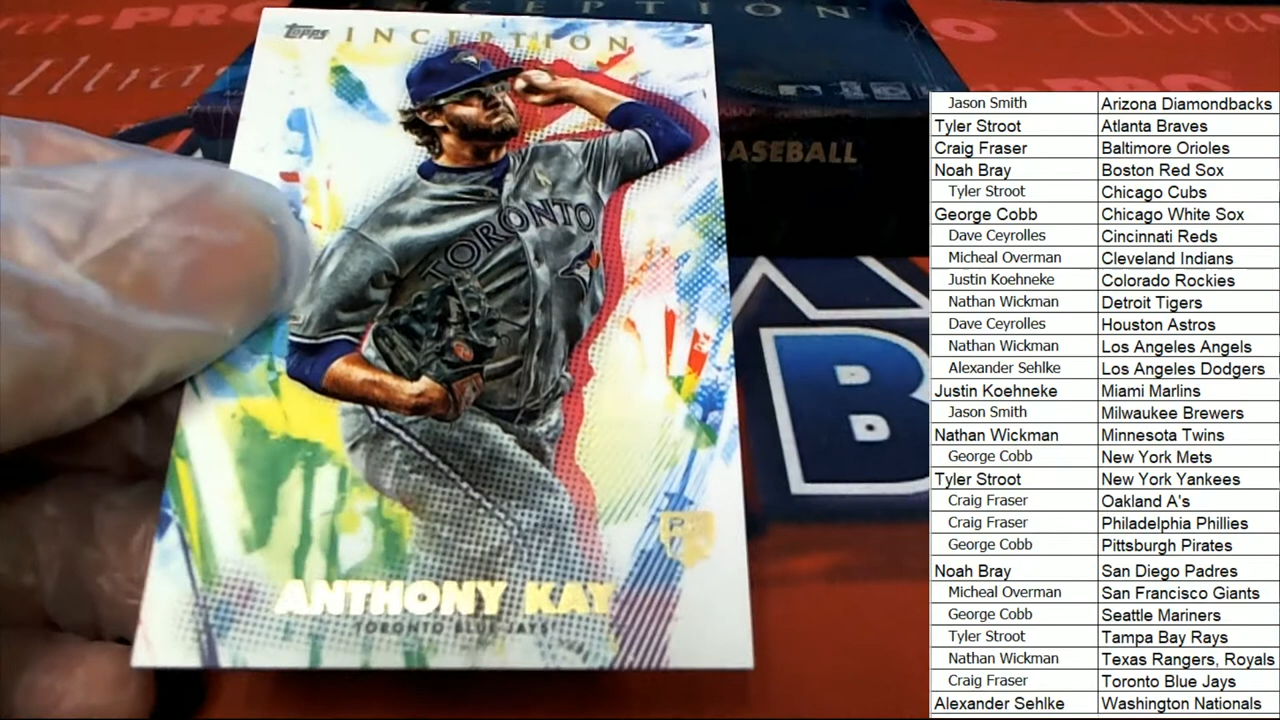 INCEPTION
PRO
Ultra
PRO
BASEBALL
B
Topps INCEPTION
TORONTO
RC
ANTHONY KAY
TORONTO BLUE JAYS
Jason Smith Arizona Diamondbacks
Tyler Stroot Atlanta Braves
Craig Fraser Baltimore Orioles
Noah Bray Boston Red Sox
Tyler Stroot Chicago Cubs
George Cobb Chicago White Sox
Dave Ceyrolles Cincinnati Reds
Micheal Overman Cleveland Indians
Justin Koehneke Colorado Rockies
Nathan Wickman Detroit Tigers
Dave Ceyrolles Houston Astros
Nathan Wickman Los Angeles Angels
Alexander Sehlke Los Angeles Dodgers
Justin Koehneke Miami Marlins
Jason Smith Milwaukee Brewers
Nathan Wickman Minnesota Twins
George Cobb New York Mets
Tyler Stroot New York Yankees
Craig Fraser Oakland A's
Craig Fraser Philadelphia Phillies
George Cobb Pittsburgh Pirates
Noah Bray San Diego Padres
Micheal Overman San Francisco Giants
George Cobb Seattle Mariners
Tyler Stroot Tampa Bay Rays
Nathan Wickman Texas Rangers, Royals
Craig Fraser Toronto Blue Jays
Alexander Sehlke Washington Nationals